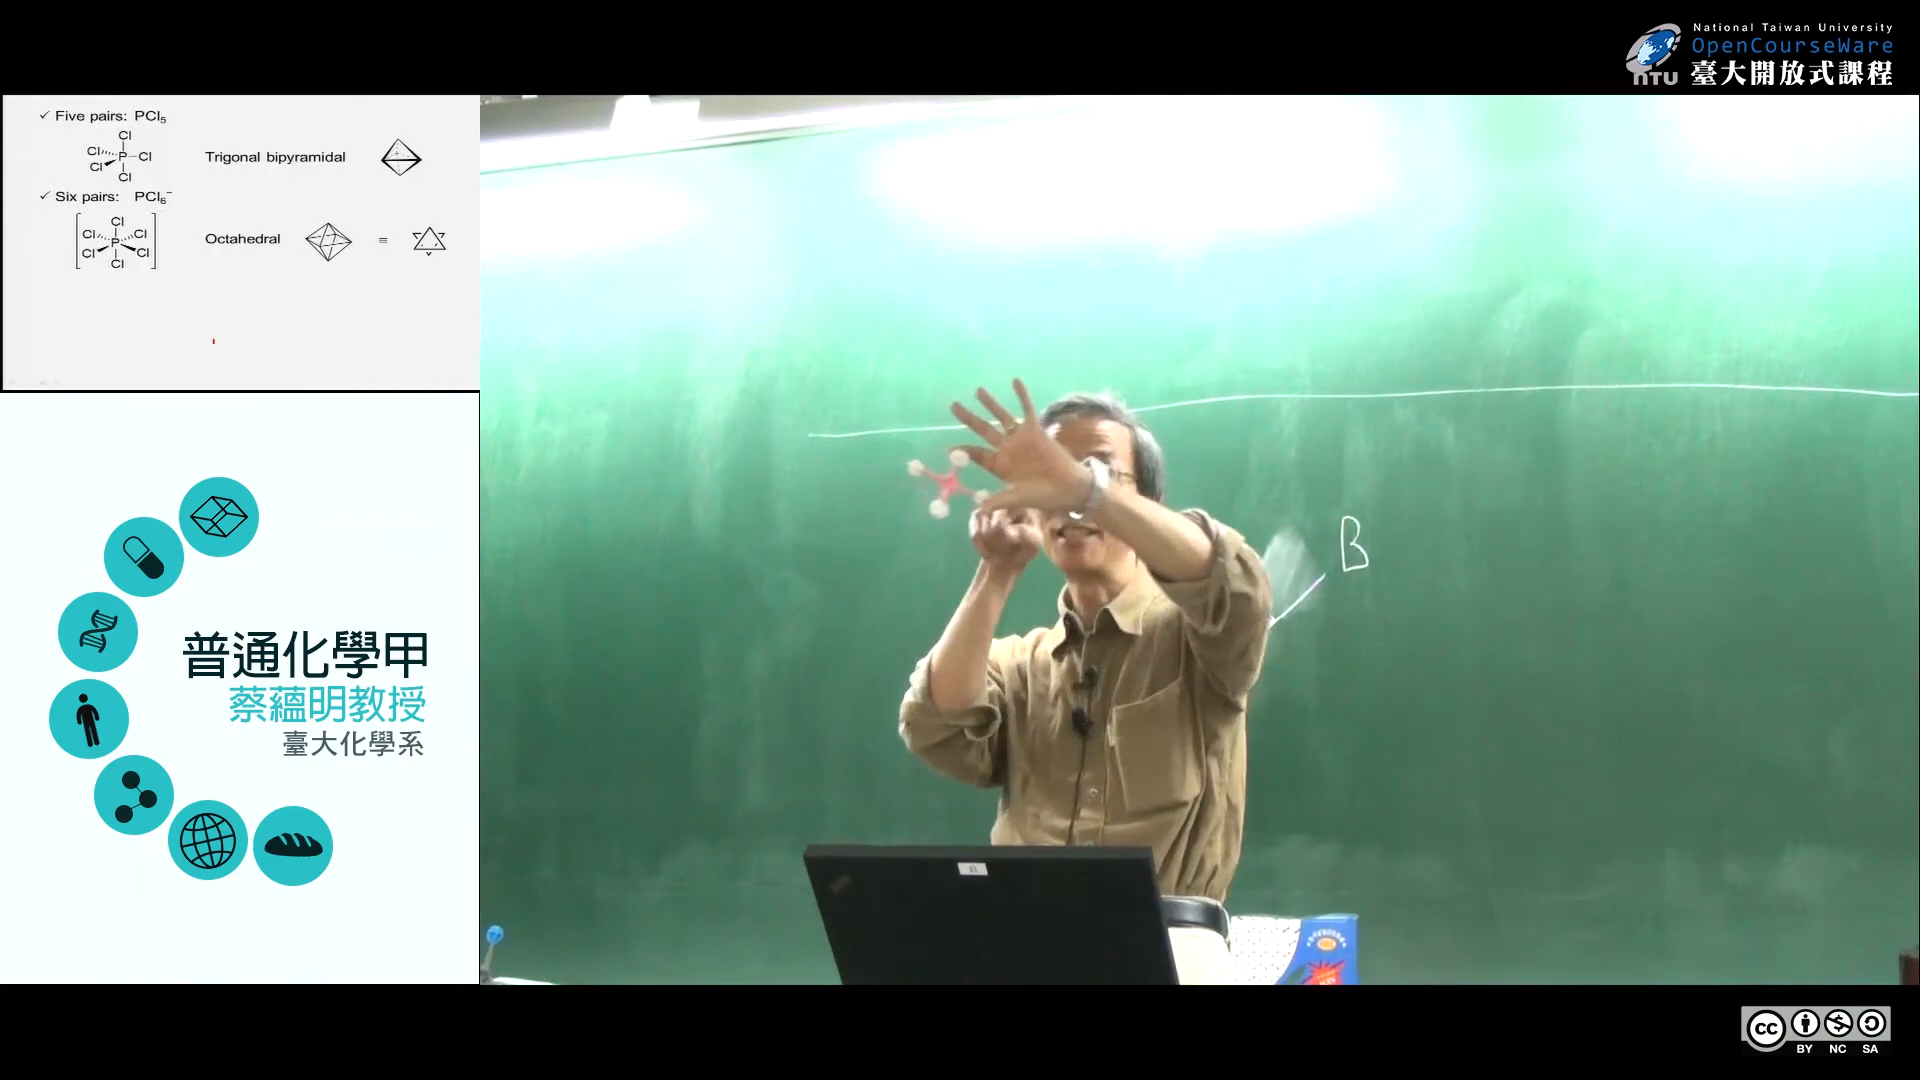 National Taiwan University
OpenCourseWare
臺大開放式課程
NTU
✓ Five pairs: PCl₅
Cl
Cl
P
Cl
Cl
Cl
Trigonal bipyramidal
✓ Six pairs: PCl₆⁻
Cl
Cl
Cl
P
Cl
Cl
Cl
Octahedral
≡
B
普通化學甲
蔡蘊明教授
臺大化學系
CC
BY NC SA